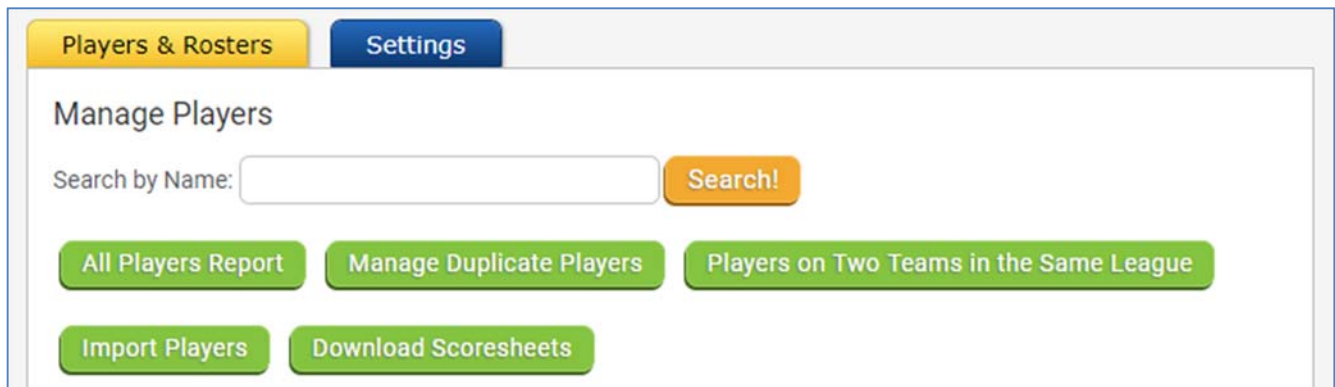 Players & Rosters Settings
Manage Players
Search by Name: Search!
All Players Report Manage Duplicate Players Players on Two Teams in the Same League
Import Players Download Scoresheets